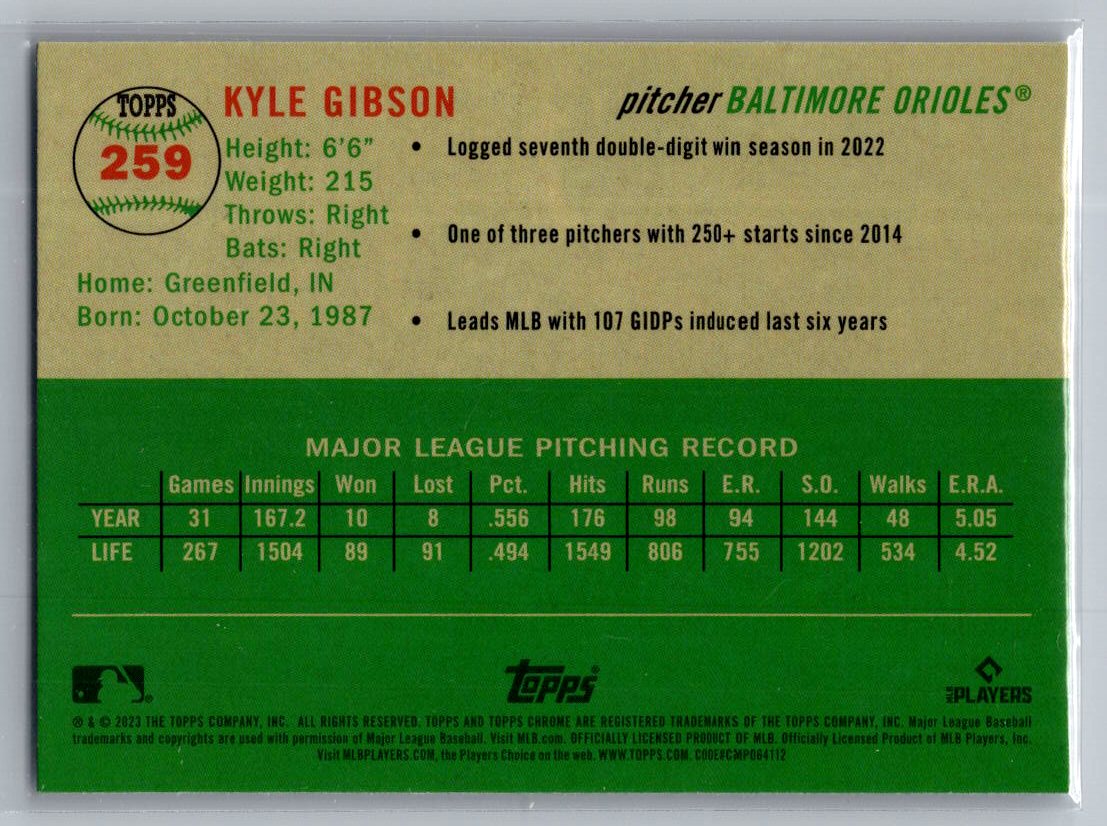 TOPPS
259
KYLE GIBSON
pitcher BALTIMORE ORIOLES®
Height: 6'6"
Weight: 215
Throws: Right
Bats: Right
Home: Greenfield, IN
Born: October 23, 1987
• Logged seventh double-digit win season in 2022
• One of three pitchers with 250+ starts since 2014
• Leads MLB with 107 GIDPs induced last six years
MAJOR LEAGUE PITCHING RECORD
Games Innings Won Lost Pct. Hits Runs E.R. S.O. Walks E.R.A.
YEAR 31 167.2 10 8 .556 176 98 94 144 48 5.05
LIFE 267 1504 89 91 .494 1549 806 755 1202 534 4.52
topps®
MLB PLAYERS
® & © 2023 THE TOPPS COMPANY, INC. ALL RIGHTS RESERVED. TOPPS AND TOPPS CHROME ARE REGISTERED TRADEMARKS OF THE TOPPS COMPANY, INC. Major League Baseball
trademarks and copyrights are used with permission of Major League Baseball. Visit MLB.com. OFFICIALLY LICENSED PRODUCT OF MLB. Officially Licensed Product of MLB Players, Inc.
Visit MLBPLAYERS.COM, the Players Choice on the web. WWW.TOPPS.COM. CODE#CMP064112